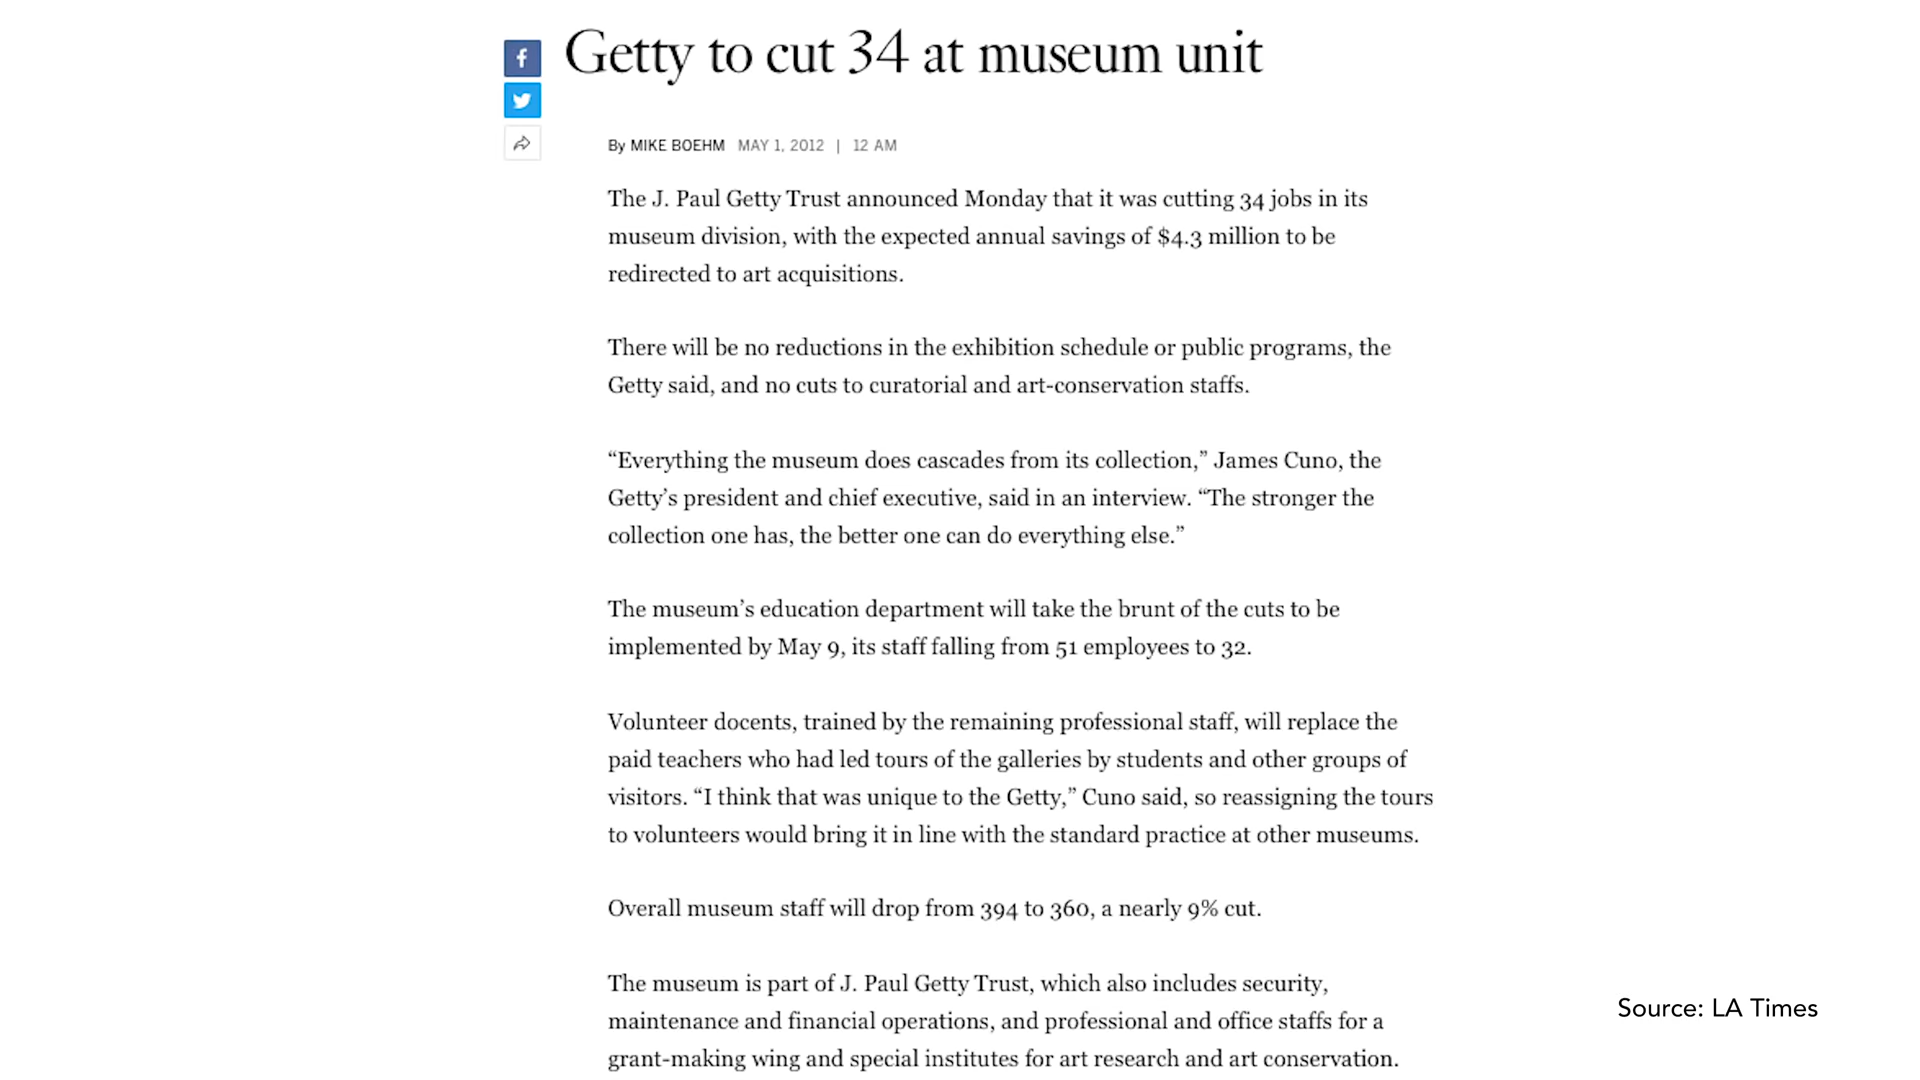 Getty to cut 34 at museum unit
By MIKE BOEHM MAY 1, 2012 | 12 AM
The J. Paul Getty Trust announced Monday that it was cutting 34 jobs in its
museum division, with the expected annual savings of $4.3 million to be
redirected to art acquisitions.
There will be no reductions in the exhibition schedule or public programs, the
Getty said, and no cuts to curatorial and art-conservation staffs.
“Everything the museum does cascades from its collection,” James Cuno, the
Getty’s president and chief executive, said in an interview. “The stronger the
collection one has, the better one can do everything else.”
The museum’s education department will take the brunt of the cuts to be
implemented by May 9, its staff falling from 51 employees to 32.
Volunteer docents, trained by the remaining professional staff, will replace the
paid teachers who had led tours of the galleries by students and other groups of
visitors. “I think that was unique to the Getty,” Cuno said, so reassigning the tours
to volunteers would bring it in line with the standard practice at other museums.
Overall museum staff will drop from 394 to 360, a nearly 9% cut.
The museum is part of J. Paul Getty Trust, which also includes security,
maintenance and financial operations, and professional and office staffs for a
grant-making wing and special institutes for art research and art conservation.
Source: LA Times